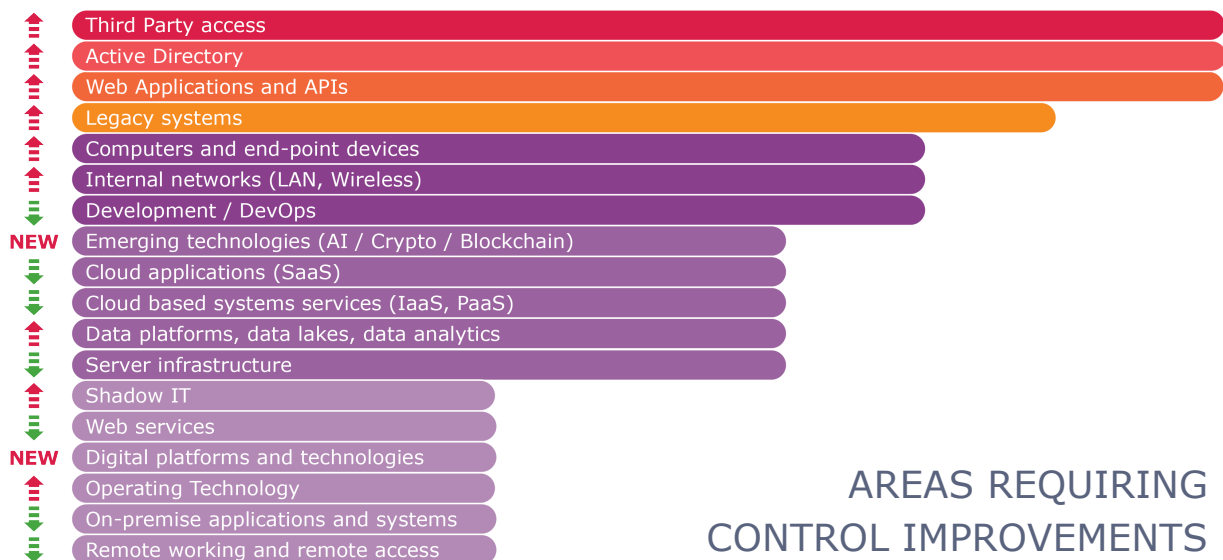 Third Party access
Active Directory
Web Applications and APIs
Legacy systems
Computers and end-point devices
Internal networks (LAN, Wireless)
Development / DevOps
NEW Emerging technologies (AI / Crypto / Blockchain)
Cloud applications (SaaS)
Cloud based systems services (IaaS, PaaS)
Data platforms, data lakes, data analytics
Server infrastructure
Shadow IT
Web services
NEW Digital platforms and technologies
Operating Technology
On-premise applications and systems
Remote working and remote access
AREAS REQUIRING
CONTROL IMPROVEMENTS